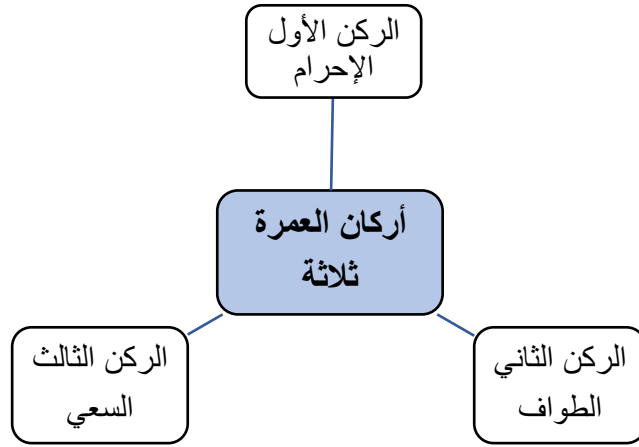 الركن الأول
الإحرام
أركان العمرة
ثلاثة
الركن الثاني
الطواف
الركن الثالث
السعي